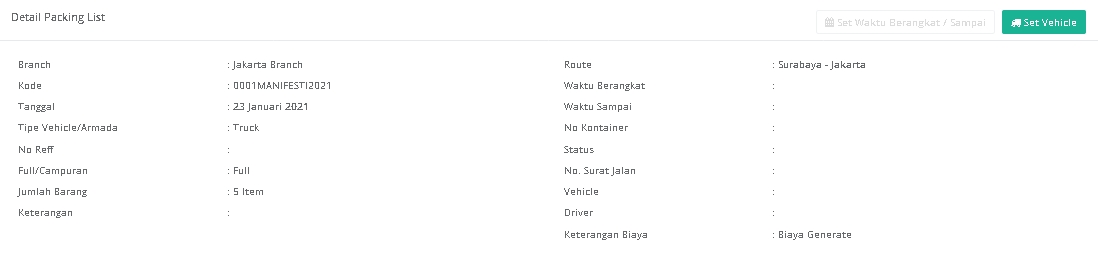 Detail Packing List
Set Waktu Berangkat / Sampai
Set Vehicle
Branch : Jakarta Branch
Kode : 0001MANIFESTI2021
Tanggal : 23 Januari 2021
Tipe Vehicle/Armada : Truck
No Reff :
Full/Campuran : Full
Jumlah Barang : 5 Item
Keterangan :
Route : Surabaya - Jakarta
Waktu Berangkat :
Waktu Sampai :
No Kontainer :
Status :
No. Surat Jalan :
Vehicle :
Driver :
Keterangan Biaya : Biaya Generate